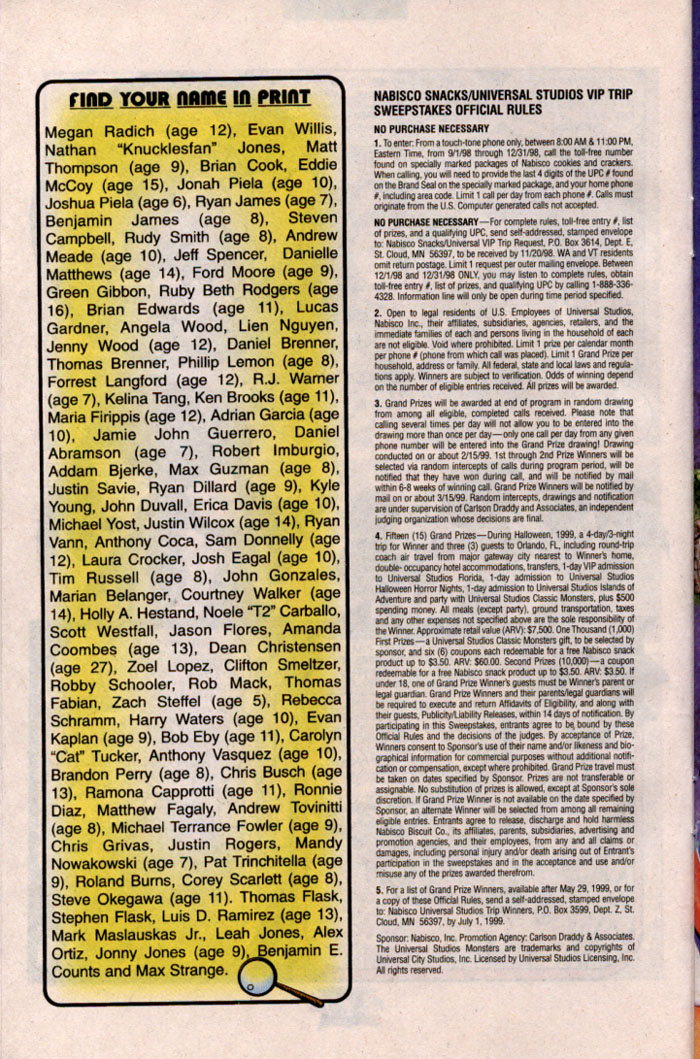 FIND YOUR NAME IN PRINT
Megan Radich (age 12), Evan Willis,
Nathan "Knucklesfan" Jones, Matt
Thompson (age 9), Brian Cook, Eddie
McCoy (age 15), Jonah Piela (age 10),
Joshua Piela (age 6), Ryan James (age 7),
Benjamin James (age 8), Steven
Campbell, Rudy Smith (age 8), Andrew
Meade (age 10), Jeff Spencer, Danielle
Matthews (age 14), Ford Moore (age 9),
Green Gibbon, Ruby Beth Rodgers (age
16), Brian Edwards (age 11), Lucas
Gardner, Angela Wood, Lien Nguyen,
Jenny Wood (age 12), Daniel Brenner,
Thomas Brenner, Phillip Lemon (age 8),
Forrest Langford (age 12), R.J. Warner
(age 7), Kelina Tang, Ken Brooks (age 11),
Maria Firippis (age 12), Adrian Garcia (age
10), Jamie John Guerrero, Daniel
Abramson (age 7), Robert Imburgio,
Addam Bjerke, Max Guzman (age 8),
Justin Savie, Ryan Dillard (age 9), Kyle
Young, John Duvall, Erica Davis (age 10),
Michael Yost, Justin Wilcox (age 14), Ryan
Vann, Anthony Coca, Sam Donnelly (age
12), Laura Crocker, Josh Eagal (age 10),
Tim Russell (age 8), John Gonzales,
Marian Belanger, Courtney Walker (age
14), Holly A. Hestand, Noele "T2" Carballo,
Scott Westfall, Jason Flores, Amanda
Coombes (age 13), Dean Christensen
(age 27), Zoel Lopez, Clifton Smeltzer,
Robby Schooler, Rob Mack, Thomas
Fabian, Zach Steffel (age 5), Rebecca
Schramm, Harry Waters (age 10), Evan
Kaplan (age 9), Bob Eby (age 11), Carolyn
"Cat" Tucker, Anthony Vasquez (age 10),
Brandon Perry (age 8), Chris Busch (age
13), Ramona Capprotti (age 11), Ronnie
Diaz, Matthew Fagaly, Andrew Tovinitti
(age 8), Michael Terrance Fowler (age 9),
Chris Grivas, Justin Rogers, Mandy
Nowakowski (age 7), Pat Trinchitella (age
9), Roland Burns, Corey Scarlett (age 8),
Steve Okegawa (age 11). Thomas Flask,
Stephen Flask, Luis D. Ramirez (age 13),
Mark Maslauskas Jr., Leah Jones, Alex
Ortiz, Jonny Jones (age 9), Benjamin E.
Counts and Max Strange.
NABISCO SNACKS/UNIVERSAL STUDIOS VIP TRIP
SWEEPSTAKES OFFICIAL RULES
NO PURCHASE NECESSARY
1. To enter: From a touch-tone phone only, between 8:00 AM & 11:00 PM,
Eastern Time, from 9/1/98 through 12/31/98, call the toll-free number
found on specially marked packages of Nabisco cookies and crackers.
When calling, you will need to provide the last 4 digits of the UPC # found
on the Brand Seal on the specially marked package, and your home phone
#, including area code. Limit 1 call per day from each phone #. Calls must
originate from the U.S. Computer generated calls not accepted.
NO PURCHASE NECESSARY—For complete rules, toll-free entry #, list
of prizes, and a qualifying UPC, send self-addressed, stamped envelope
to: Nabisco Snacks/Universal VIP Trip Request, P.O. Box 3614, Dept. E,
St. Cloud, MN 56397, to be received by 11/20/98. WA and VT residents
omit return postage. Limit 1 request per outer mailing envelope. Between
12/1/98 and 12/31/98 ONLY, you may listen to complete rules, obtain
toll-free entry #, list of prizes, and qualifying UPC by calling 1-888-336-
4328. Information line will only be open during time period specified.
2. Open to legal residents of U.S. Employees of Universal Studios,
Nabisco Inc., their affiliates, subsidiaries, agencies, retailers, and the
immediate families of each and persons living in the household of each
are not eligible. Void where prohibited. Limit 1 prize per calendar month
per phone # (phone from which call was placed). Limit 1 Grand Prize per
household, address or family. All federal, state and local laws and regula-
tions apply. Winners are subject to verification. Odds of winning depend
on the number of eligible entries received. All prizes will be awarded.
3. Grand Prizes will be awarded at end of program in random drawing
from among all eligible, completed calls received. Please note that
calling several times per day will not allow you to be entered into the
drawing more than once per day—only one call per day from any given
phone number will be entered into the Grand Prize drawing! Drawing
conducted on or about 2/15/99. 1st through 2nd Prize Winners will be
selected via random intercepts of calls during program period, will be
notified that they have won during call, and will be notified by mail
within 6-8 weeks of winning call. Grand Prize Winners will be notified by
mail on or about 3/15/99. Random intercepts, drawings and notification
are under supervision of Carlson Draddy and Associates, an independent
judging organization whose decisions are final.
4. Fifteen (15) Grand Prizes—During Halloween, 1999, a 4-day/3-night
trip for Winner and three (3) guests to Orlando, FL, including round-trip
coach air travel from major gateway city nearest to Winner's home,
double- occupancy hotel accommodations, transfers, 1-day VIP admission
to Universal Studios Florida, 1-day admission to Universal Studios
Halloween Horror Nights, 1-day admission to Universal Studios Islands of
Adventure and party with Universal Studios Classic Monsters, plus $500
spending money. All meals (except party), ground transportation, taxes
and any other expenses not specified above are the sole responsibility of
the Winner. Approximate retail value (ARV): $7,500. One Thousand (1,000)
First Prizes—a Universal Studios Classic Monsters gift, to be selected by
sponsor, and six (6) coupons each redeemable for a free Nabisco snack
product up to $3.50. ARV: $60.00. Second Prizes (10,000)—a coupon
redeemable for a free Nabisco snack product up to $3.50. ARV: $3.50. If
under 18, one of Grand Prize Winner's guests must be Winner's parent or
legal guardian. Grand Prize Winners and their parents/legal guardians will
be required to execute and return Affidavits of Eligibility, and along with
their guests, Publicity/Liability Releases, within 14 days of notification. By
participating in this Sweepstakes, entrants agree to be bound by these
Official Rules and the decisions of the judges. By acceptance of Prize,
Winners consent to Sponsor's use of their name and/or likeness and bio-
graphical information for commercial purposes without additional notifi-
cation or compensation, except where prohibited. Grand Prize travel must
be taken on dates specified by Sponsor. Prizes are not transferable or
assignable. No substitution of prizes is allowed, except at Sponsor's sole
discretion. If Grand Prize Winner is not available on the date specified by
Sponsor, an alternate Winner will be selected from among all remaining
eligible entries. Entrants agree to release, discharge and hold harmless
Nabisco Biscuit Co., its affiliates, parents, subsidiaries, advertising and
promotion agencies, and their employees, from any and all claims or
damages, including personal injury and/or death arising out of Entrant's
participation in the sweepstakes and in the acceptance and use and/or
misuse any of the prizes awarded therefrom.
5. For a list of Grand Prize Winners, available after May 29, 1999, or for
a copy of these Official Rules, send a self-addressed, stamped envelope
to: Nabisco Universal Studios Trip Winners, P.O. Box 3599, Dept. Z, St.
Cloud, MN 56397, by July 1, 1999.
Sponsor: Nabisco, Inc. Promotion Agency: Carlson Draddy & Associates.
The Universal Studios Monsters are trademarks and copyrights of
Universal City Studios, Inc. Licensed by Universal Studios Licensing, Inc.
All rights reserved.